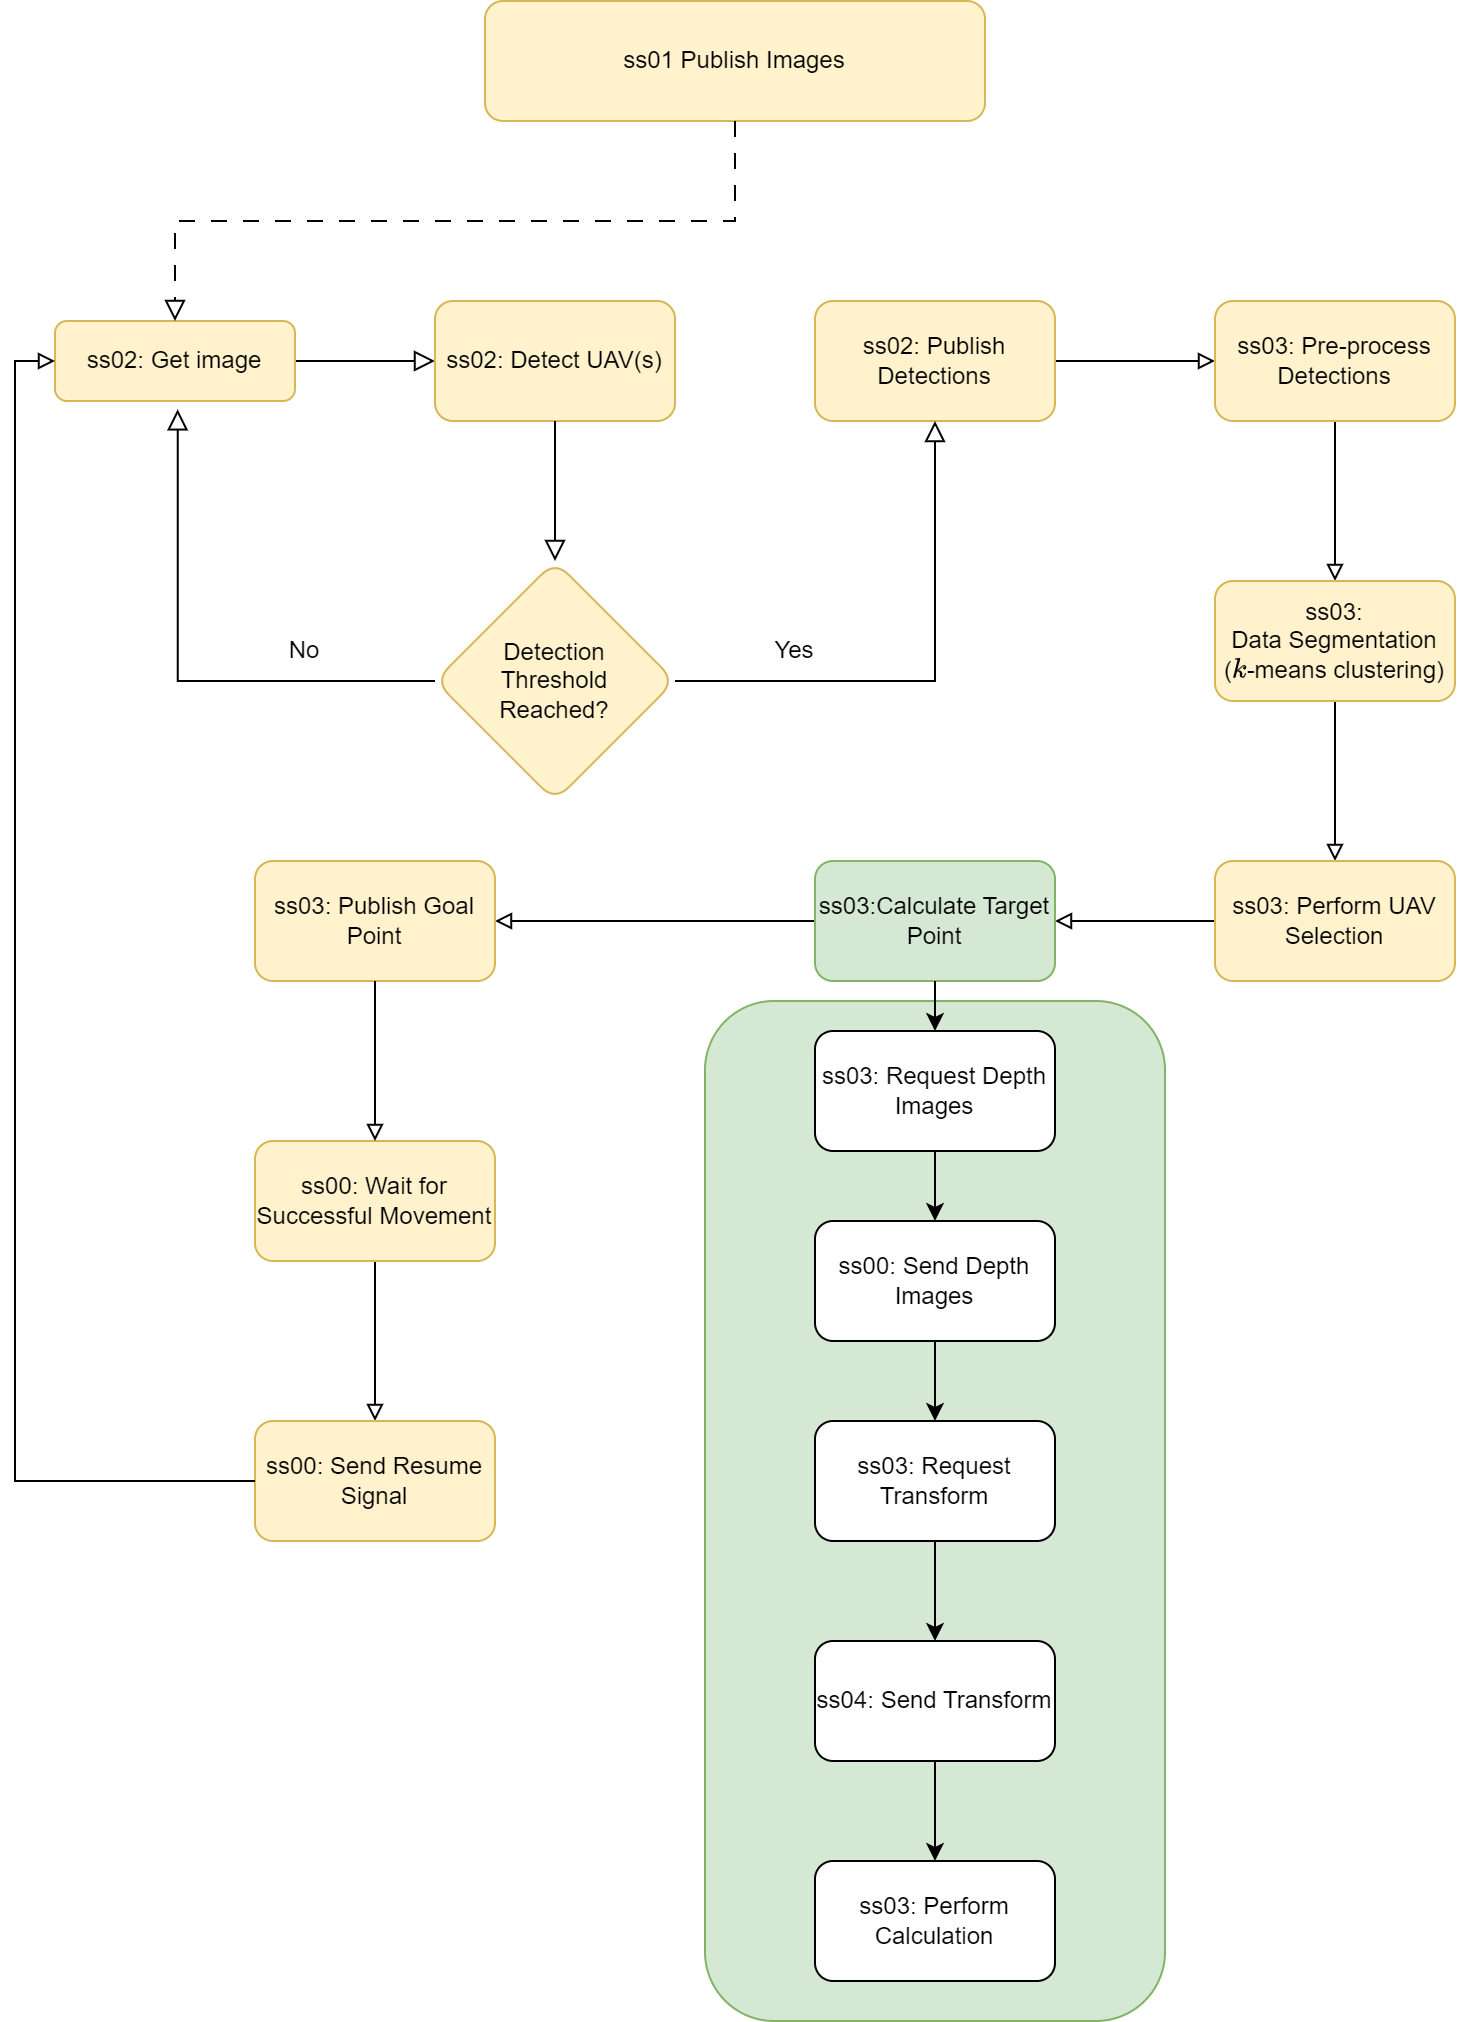 ss01 Publish Images
ss02: Get image
ss02: Detect UAV(s)
ss02: Publish
Detections
ss03: Pre-process
Detections
No
Detection
Threshold
Reached?
Yes
ss03:
Data Segmentation
(k-means clustering)
ss03: Publish Goal
Point
ss03:Calculate Target
Point
ss03: Perform UAV
Selection
ss03: Request Depth
Images
ss00: Wait for
Successful Movement
ss00: Send Depth
Images
ss00: Send Resume
Signal
ss03: Request
Transform
ss04: Send Transform
ss03: Perform
Calculation